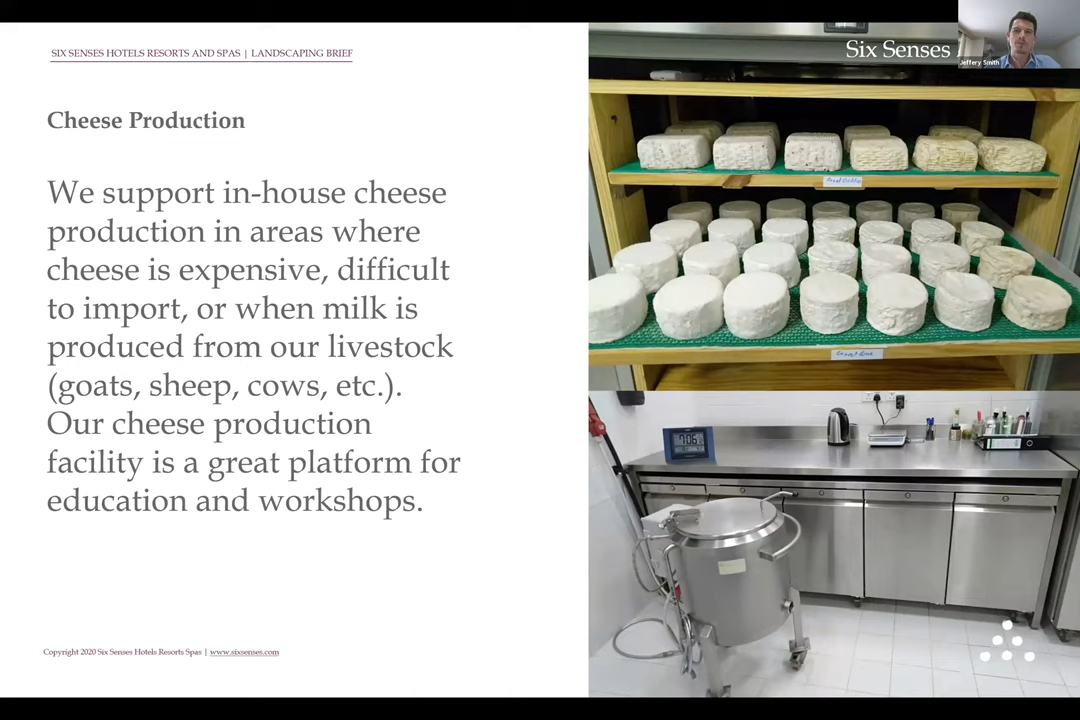 SIX SENSES HOTELS RESORTS AND SPAS | LANDSCAPING BRIEF
Six Senses
Jeffery Smith
Cheese Production
We support in-house cheese
production in areas where
cheese is expensive, difficult
to import, or when milk is
produced from our livestock
(goats, sheep, cows, etc.).
Our cheese production
facility is a great platform for
education and workshops.
Copyright 2020 Six Senses Hotels Resorts Spas | www.sixsenses.com